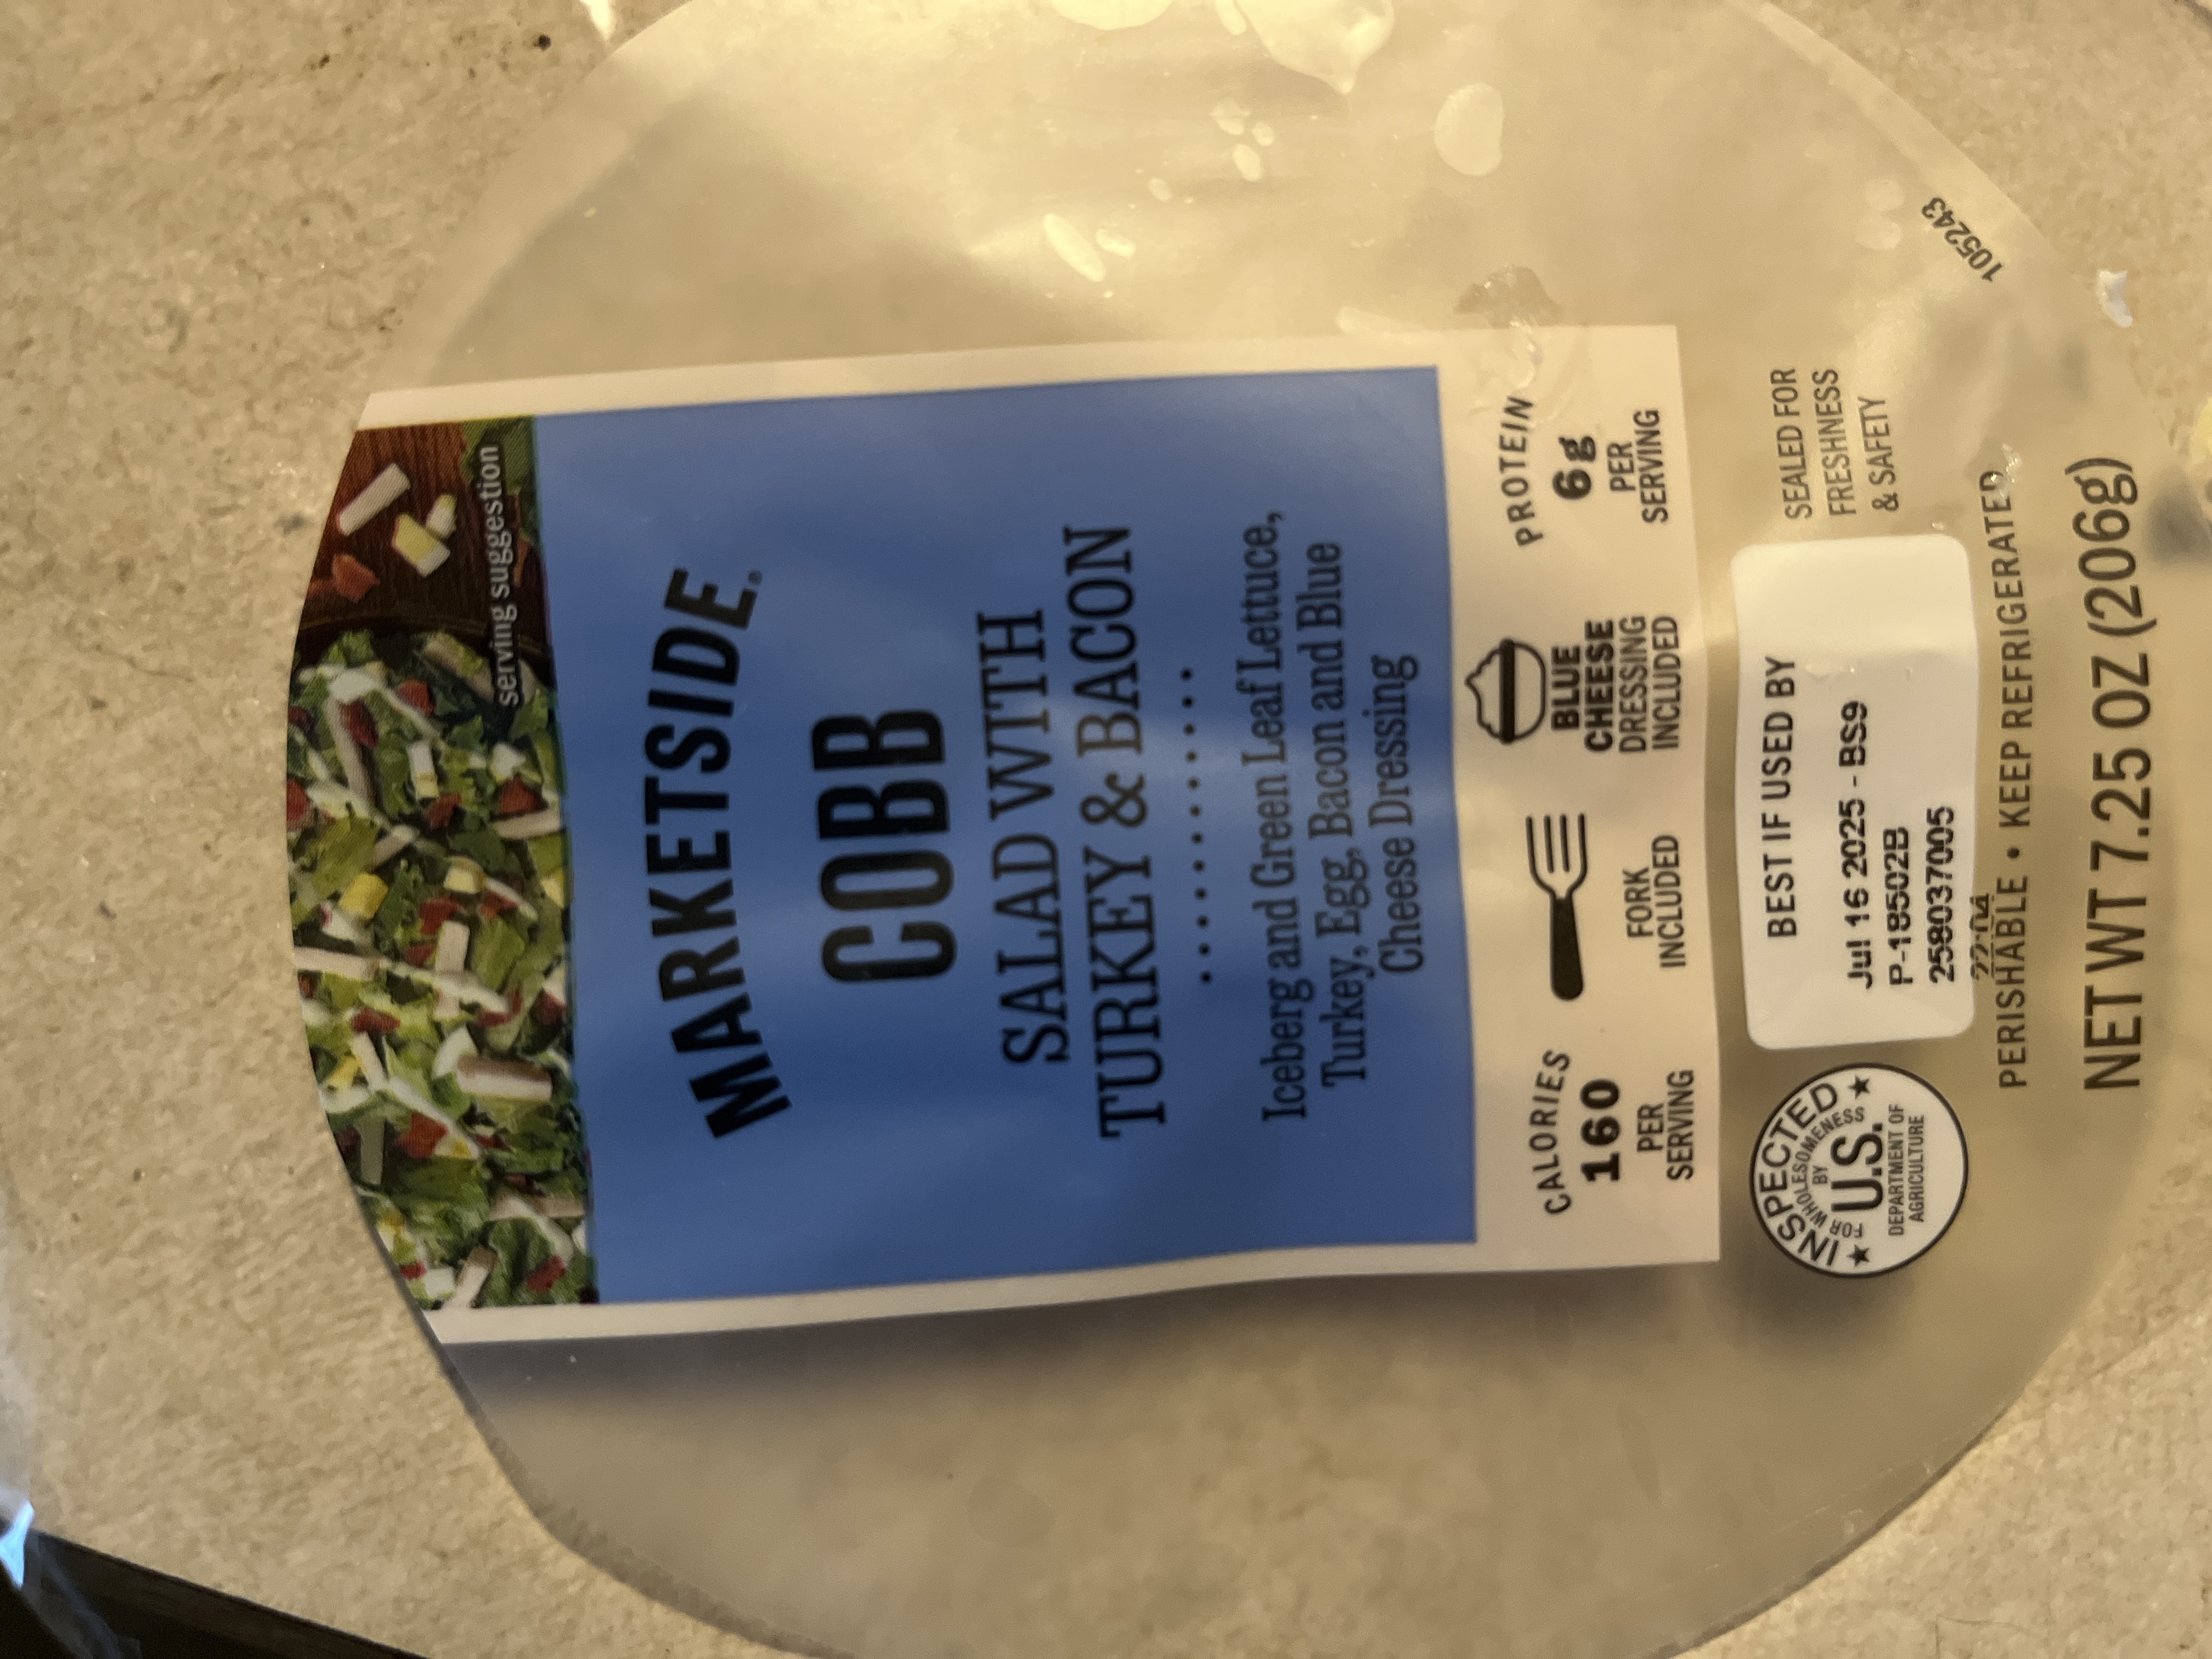 serving suggestion
MARKETSIDE®
COBB
SALAD WITH
TURKEY & BACON
Iceberg and Green Leaf Lettuce,
Turkey, Egg, Bacon and Blue
Cheese Dressing
CALORIES
160
PER
SERVING
FORK
INCLUDED
BLUE
CHEESE
DRESSING
INCLUDED
PROTEIN
6g
PER
SERVING
INSPECTED
FOR WHOLESOMENESS
BY
U.S.
DEPARTMENT OF
AGRICULTURE
BEST IF USED BY
Jul 16 2025 - BS9
P-18502B
2580037005
22:04
SEALED FOR
FRESHNESS
& SAFETY
PERISHABLE • KEEP REFRIGERATED
NET WT 7.25 OZ (206g)
105243